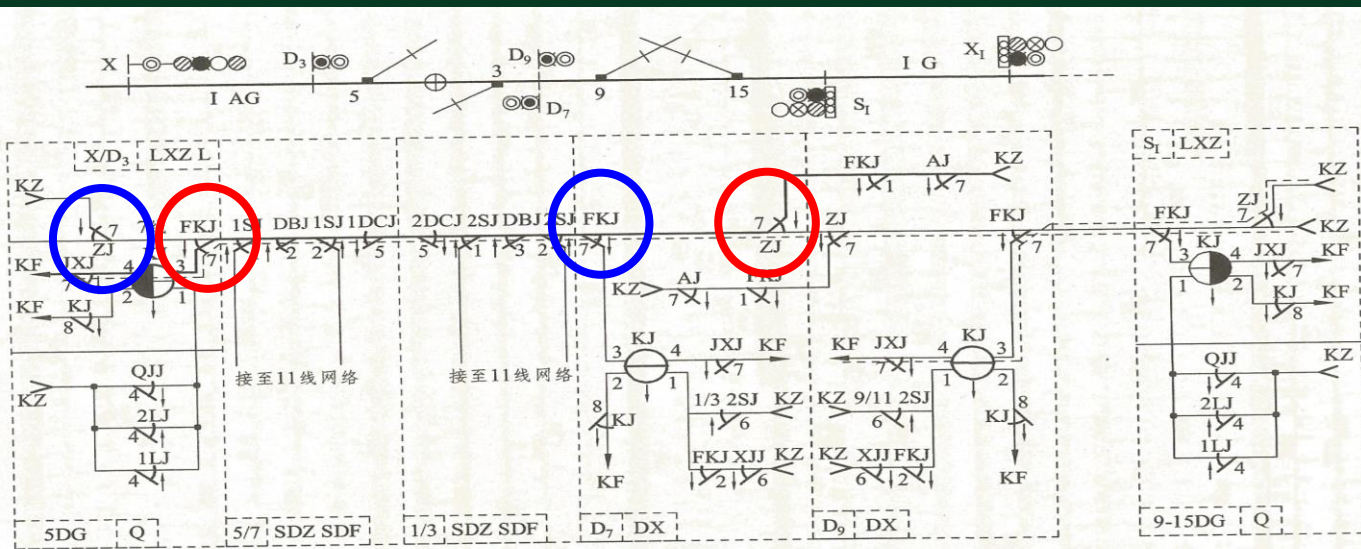 X D₃ D₉ X_I
I AG 5 3 9 15 I G
D₇ S_I
X/D₃ LXZ L
S_I LXZ
KZ FKJ AJ KZ ZJ
1 7 7
7 FKJ 1SJ DBJ 1SJ 1DCJ 2DCJ 2SJ DBJ 2SJ FKJ 7 ZJ FKJ FKJ KZ
ZJ 7 2 2 5 5 1 3 2 7 ZJ 7 7 7 KJ
KF JXJ 4 3 AJ FKJ 3 4 JXJ KF
7 2 1 KZ 7 1 1 2 7
KF KJ KJ KF
8 8
KJ JXJ KF KF JXJ KJ
3 4 7 7 4 3
2 1 1 2
QJJ 接至11线网络 接至11线网络 QJJ KZ
KZ 4 1/3 2SJ KZ KZ 9/11 2SJ 4
2LJ 8 KJ 6 6 KJ 8 2LJ
4 4
1LJ FKJ XJJ KZ KZ XJJ FKJ 1LJ
4 2 6 6 2 4
KF KF
5DG Q 5/7 SDZ SDF 1/3 SDZ SDF D₇ DX D₉ DX 9-15DG Q